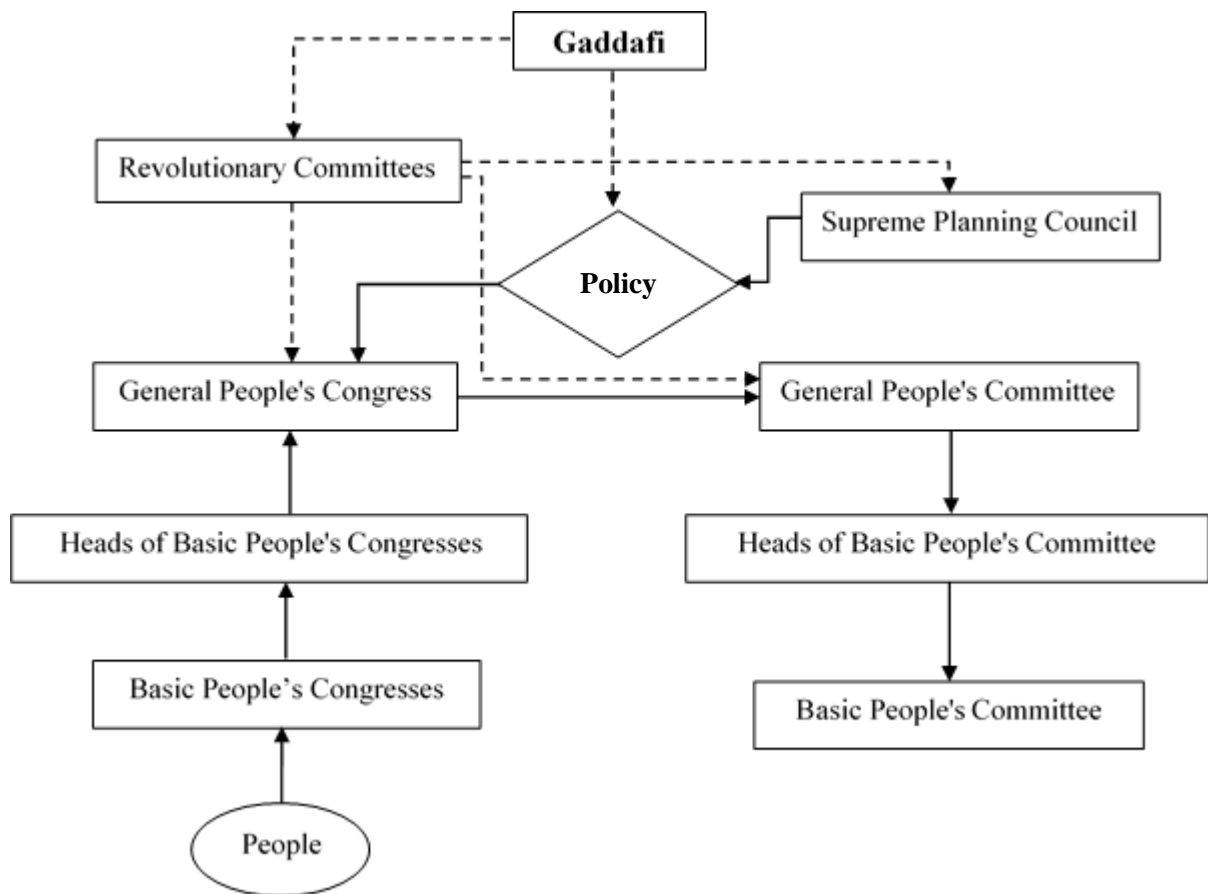 Gaddafi
Revolutionary Committees
Supreme Planning Council
Policy
General People's Congress
General People's Committee
Heads of Basic People's Congresses
Heads of Basic People's Committee
Basic People’s Congresses
Basic People's Committee
People